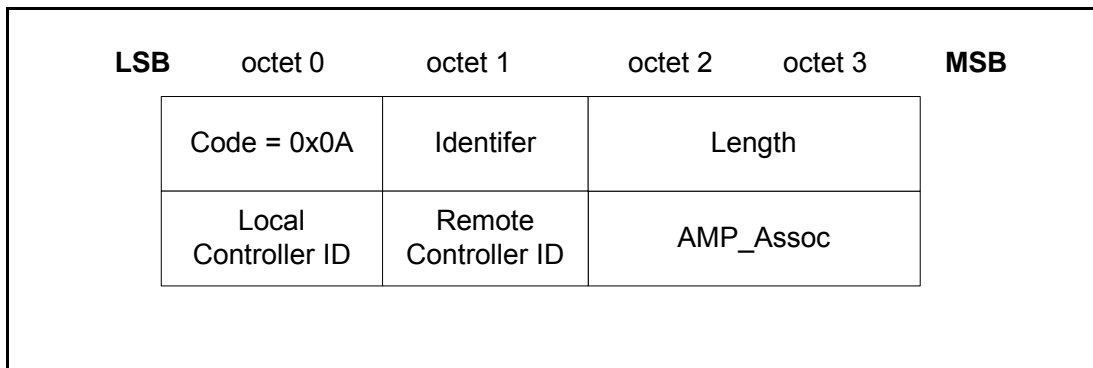 LSB octet 0 octet 1 octet 2 octet 3 MSB
Code = 0x0A Identifer Length
Local Controller ID Remote Controller ID AMP_Assoc